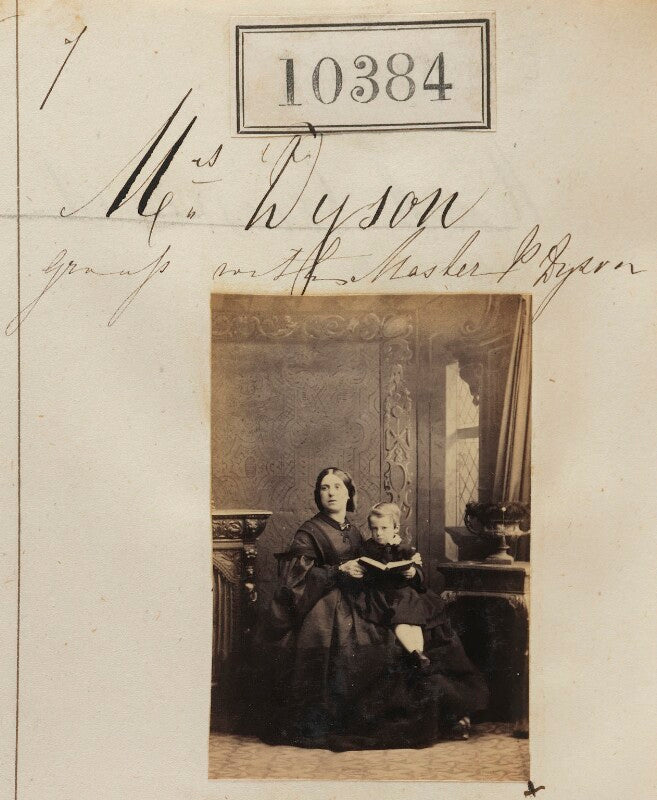 10384
Mrs Dyson
group with Master P Dyson